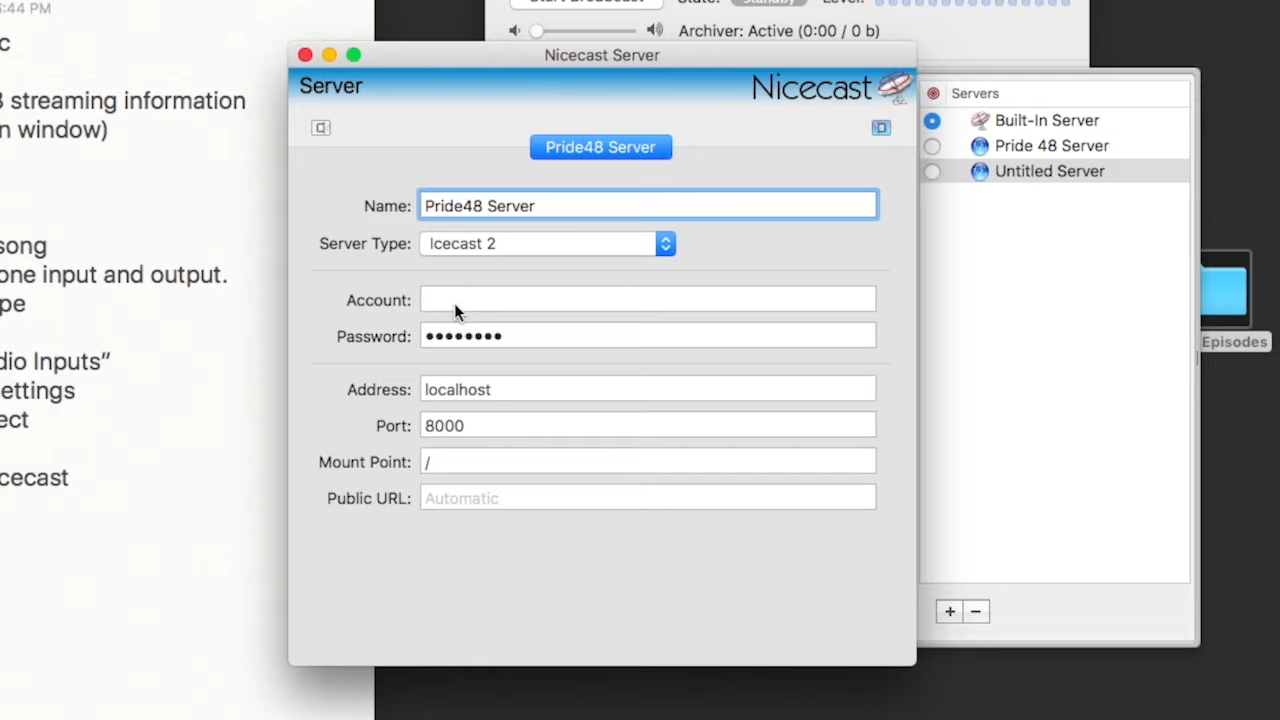 6:44 PM
c
streaming information
n window)
song
one input and output.
pe
dio Inputs”
ettings
ect
cecast
State: Standby Level:
Archiver: Active (0:00 / 0 b)
Nicecast Server
Server
Nicecast
Pride48 Server
Name: Pride48 Server
Server Type: Icecast 2
Account:
Password: ●●●●●●●●
Address: localhost
Port: 8000
Mount Point: /
Public URL: Automatic
Servers
Built-In Server
Pride 48 Server
Untitled Server
+ −
Episodes